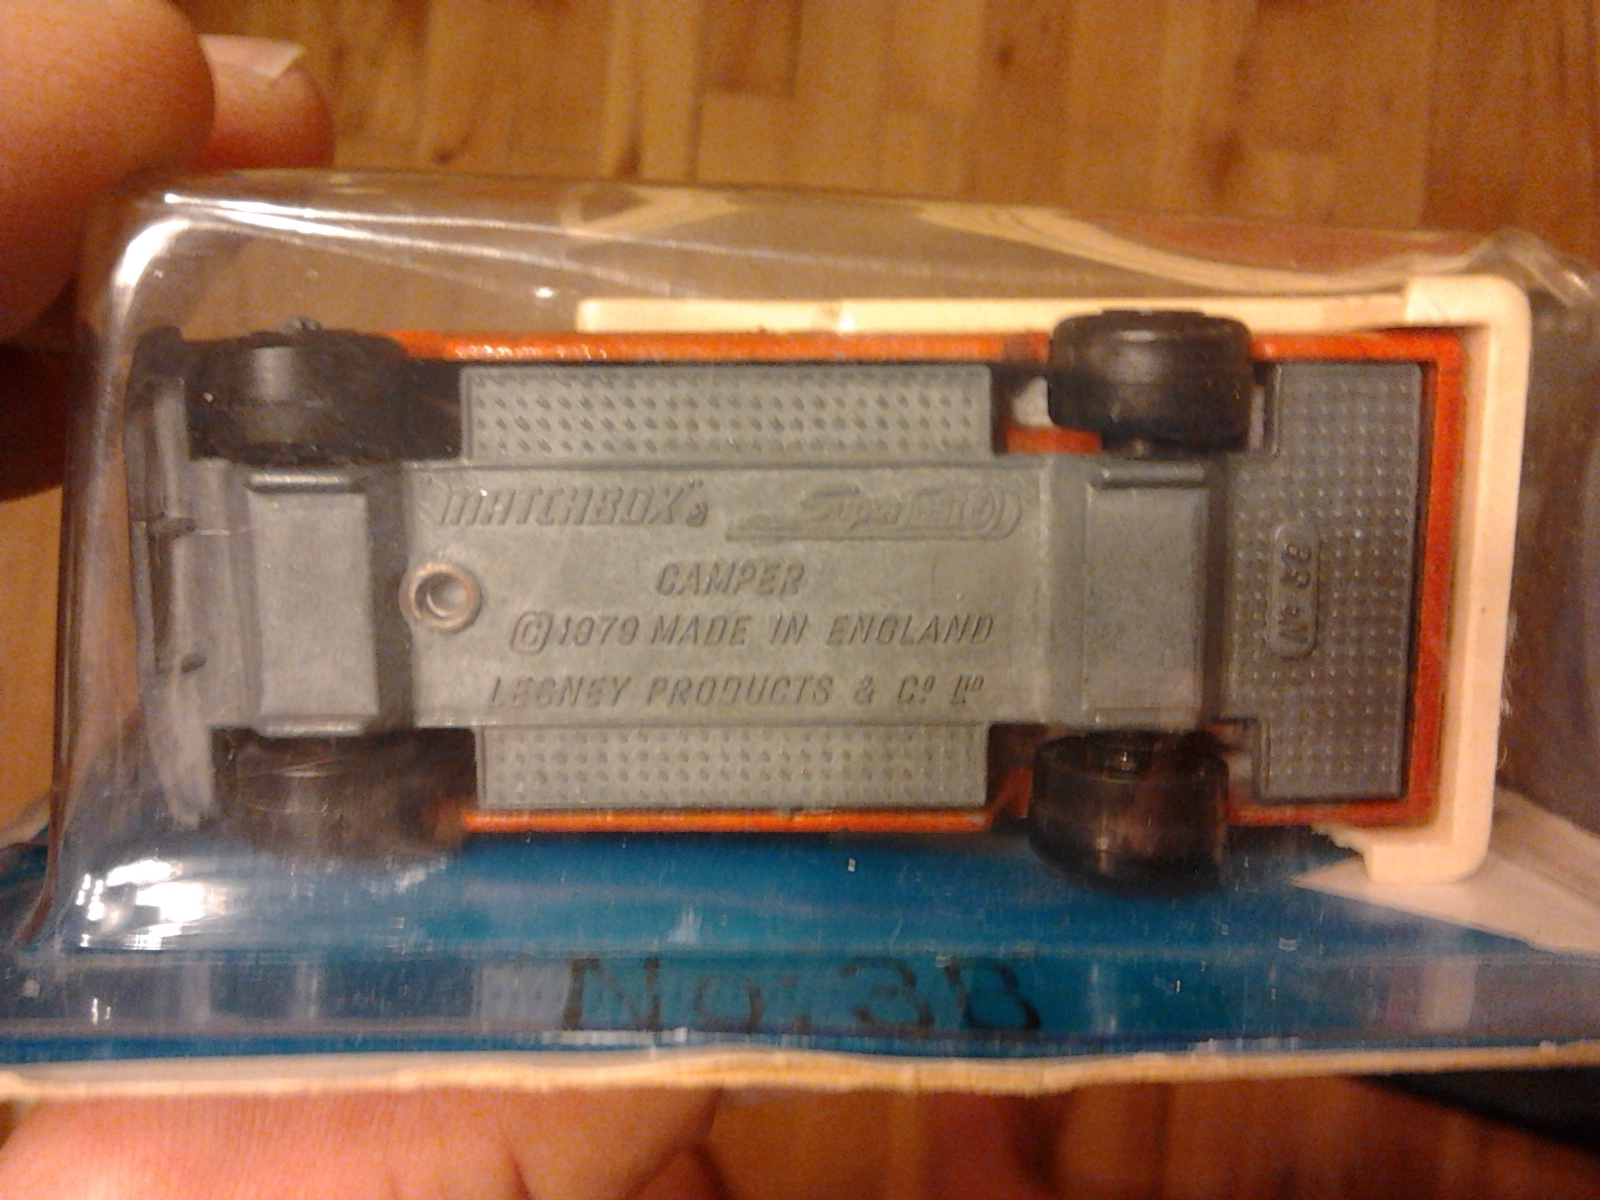 "MATCHBOX"® SuperFast
CAMPER
©1979 MADE IN ENGLAND
LESNEY PRODUCTS & Cº Lᵀᴰ
Nº 38
No. 38